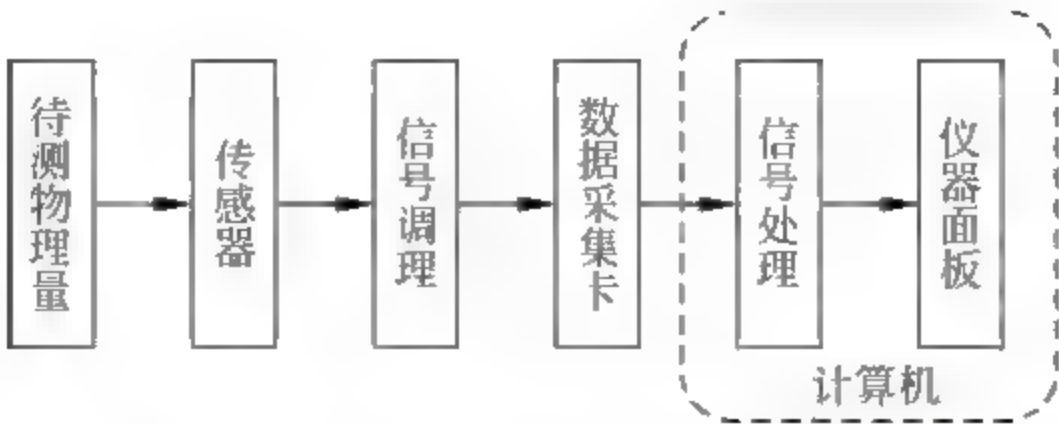 待测物理量
传感器
信号调理
数据采集卡
信号处理
仪器面板
计算机